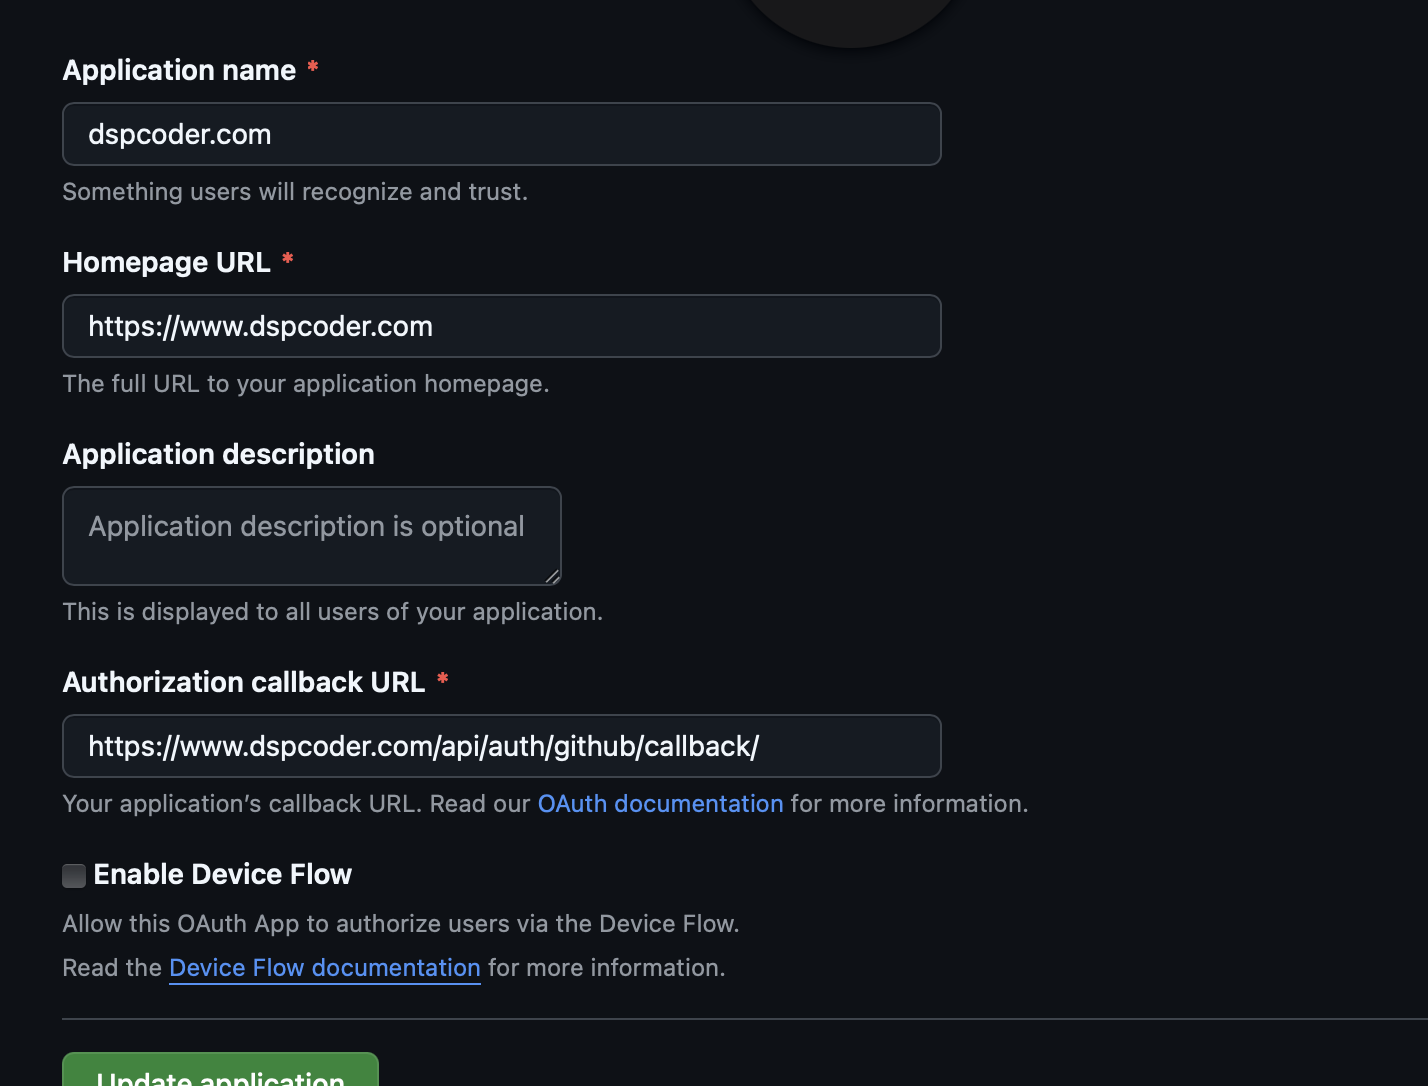 Application name *
dspcoder.com
Something users will recognize and trust.
Homepage URL *
https://www.dspcoder.com
The full URL to your application homepage.
Application description
Application description is optional
This is displayed to all users of your application.
Authorization callback URL *
https://www.dspcoder.com/api/auth/github/callback/
Your application’s callback URL. Read our OAuth documentation for more information.
Enable Device Flow
Allow this OAuth App to authorize users via the Device Flow.
Read the Device Flow documentation for more information.
Update application